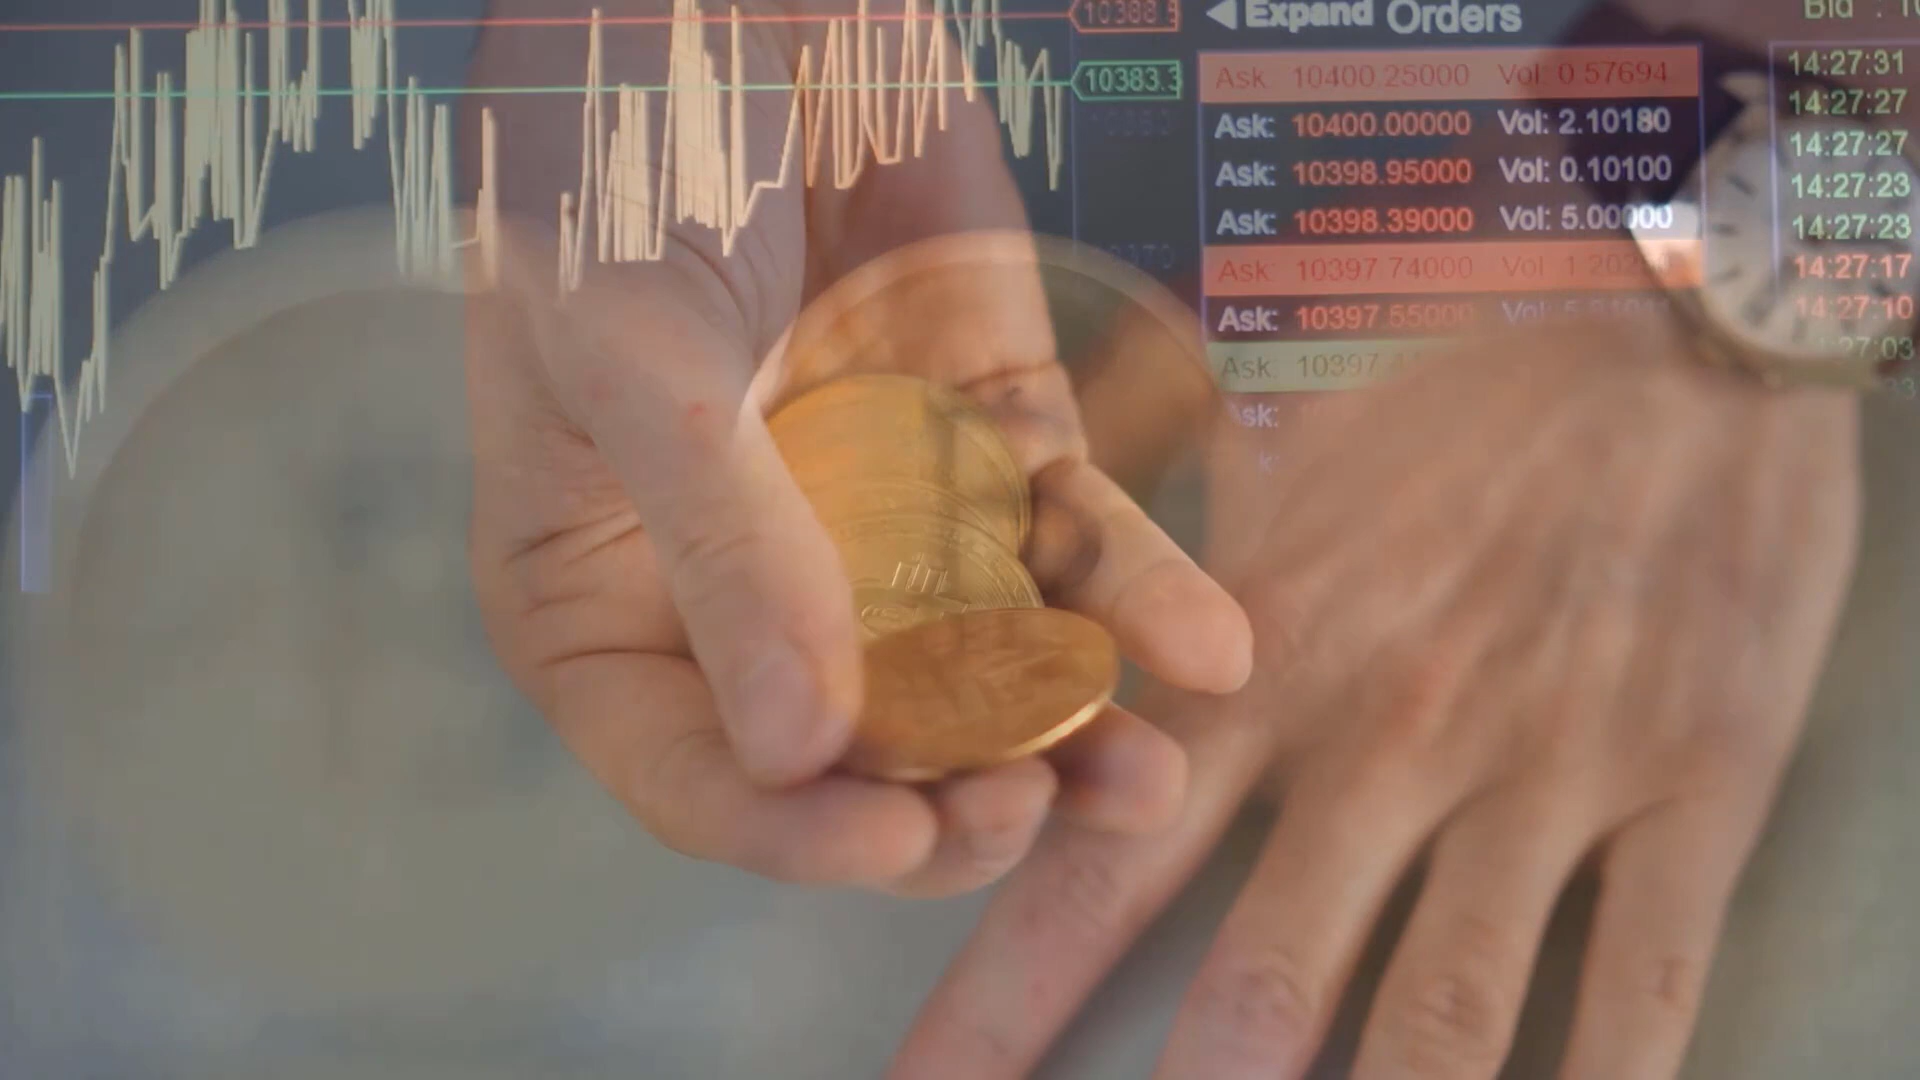 10388.5
10383.3
Expand Orders
Ask: 10400.25000 Vol: 0.57694
Ask: 10400.00000 Vol: 2.10180
Ask: 10398.95000 Vol: 0.10100
Ask: 10398.39000 Vol: 5.00000
Ask: 10397.74000 Vol:
Ask: 10397.55000 Vol:
Ask:
Ask:
Bid :
14:27:31
14:27:27
14:27:27
14:27:23
14:27:23
14:27:17
14:27:10